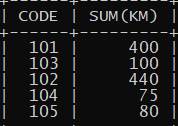 | CODE | SUM(KM) |
| 101 | 400 |
| 103 | 100 |
| 102 | 440 |
| 104 | 75 |
| 105 | 80 |